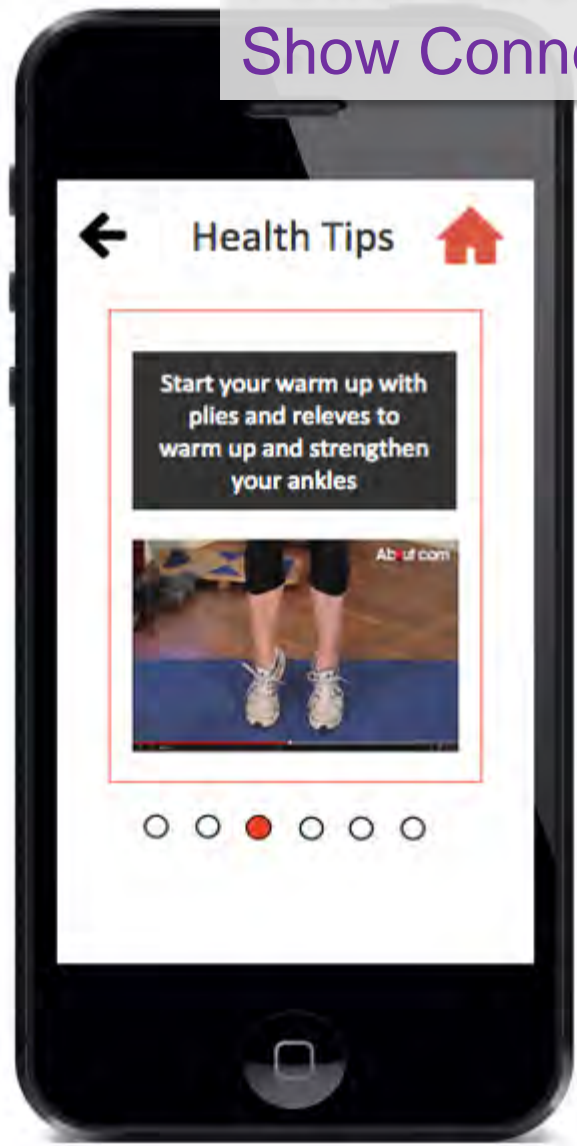 Show Conn
Health Tips
Start your warm up with
plies and releves to
warm up and strengthen
your ankles
About.com